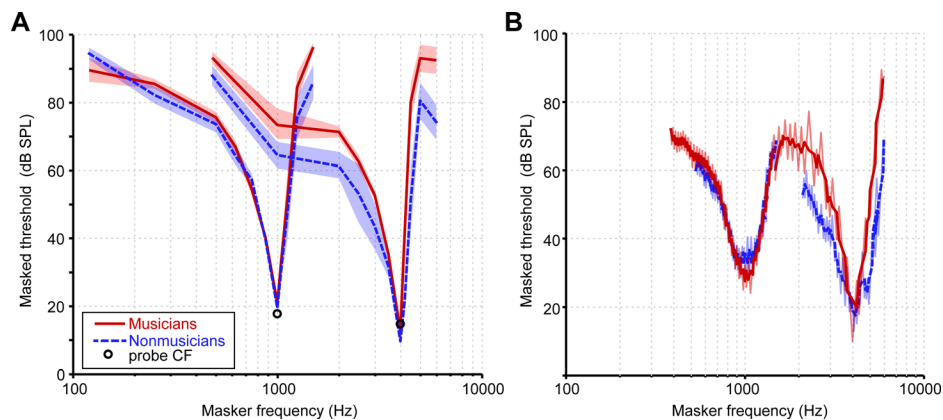 A
B
100
80
60
40
20
0
Masked threshold (dB SPL)
Musicians
Nonmusicians
probe CF
100
1000
10000
Masker frequency (Hz)
100
80
60
40
20
Masked threshold (dB SPL)
100
1000
10000
Masker frequency (Hz)